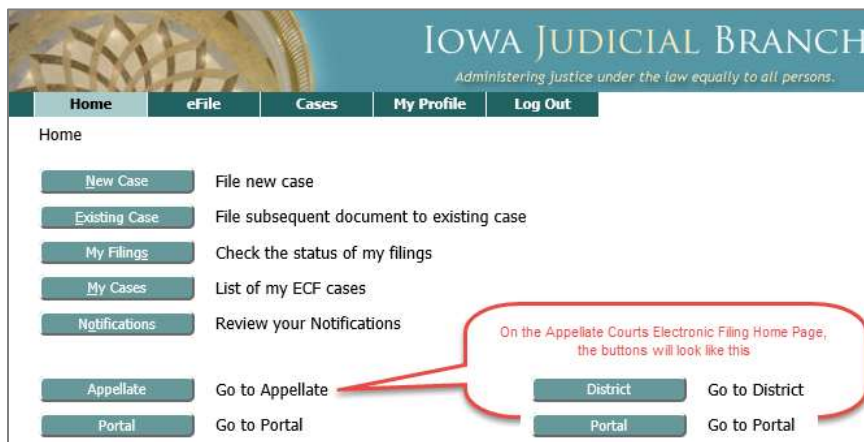 IOWA JUDICIAL BRANCH
Administering justice under the law equally to all persons.
Home eFile Cases My Profile Log Out
Home
New Case File new case
Existing Case File subsequent document to existing case
My Filings Check the status of my filings
My Cases List of my ECF cases
Notifications Review your Notifications
On the Appellate Courts Electronic Filing Home Page,
the buttons will look like this
Appellate Go to Appellate District Go to District
Portal Go to Portal Portal Go to Portal